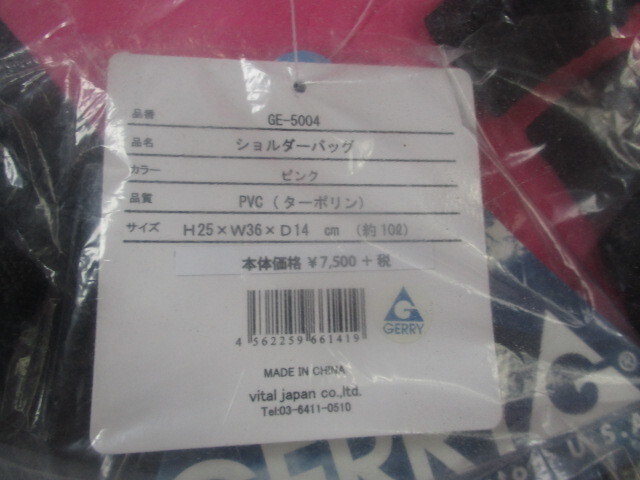 品番 GE-5004
品名 ショルダーバッグ
カラー ピンク
品質 PVC (ターポリン)
サイズ H25×W36×D14 cm (約10ℓ)
本体価格 ¥7,500 + 税
GERRY
4 562259 661419
MADE IN CHINA
vital japan co.,ltd.
Tel:03-6411-0510
GERRY
®
U.S.A